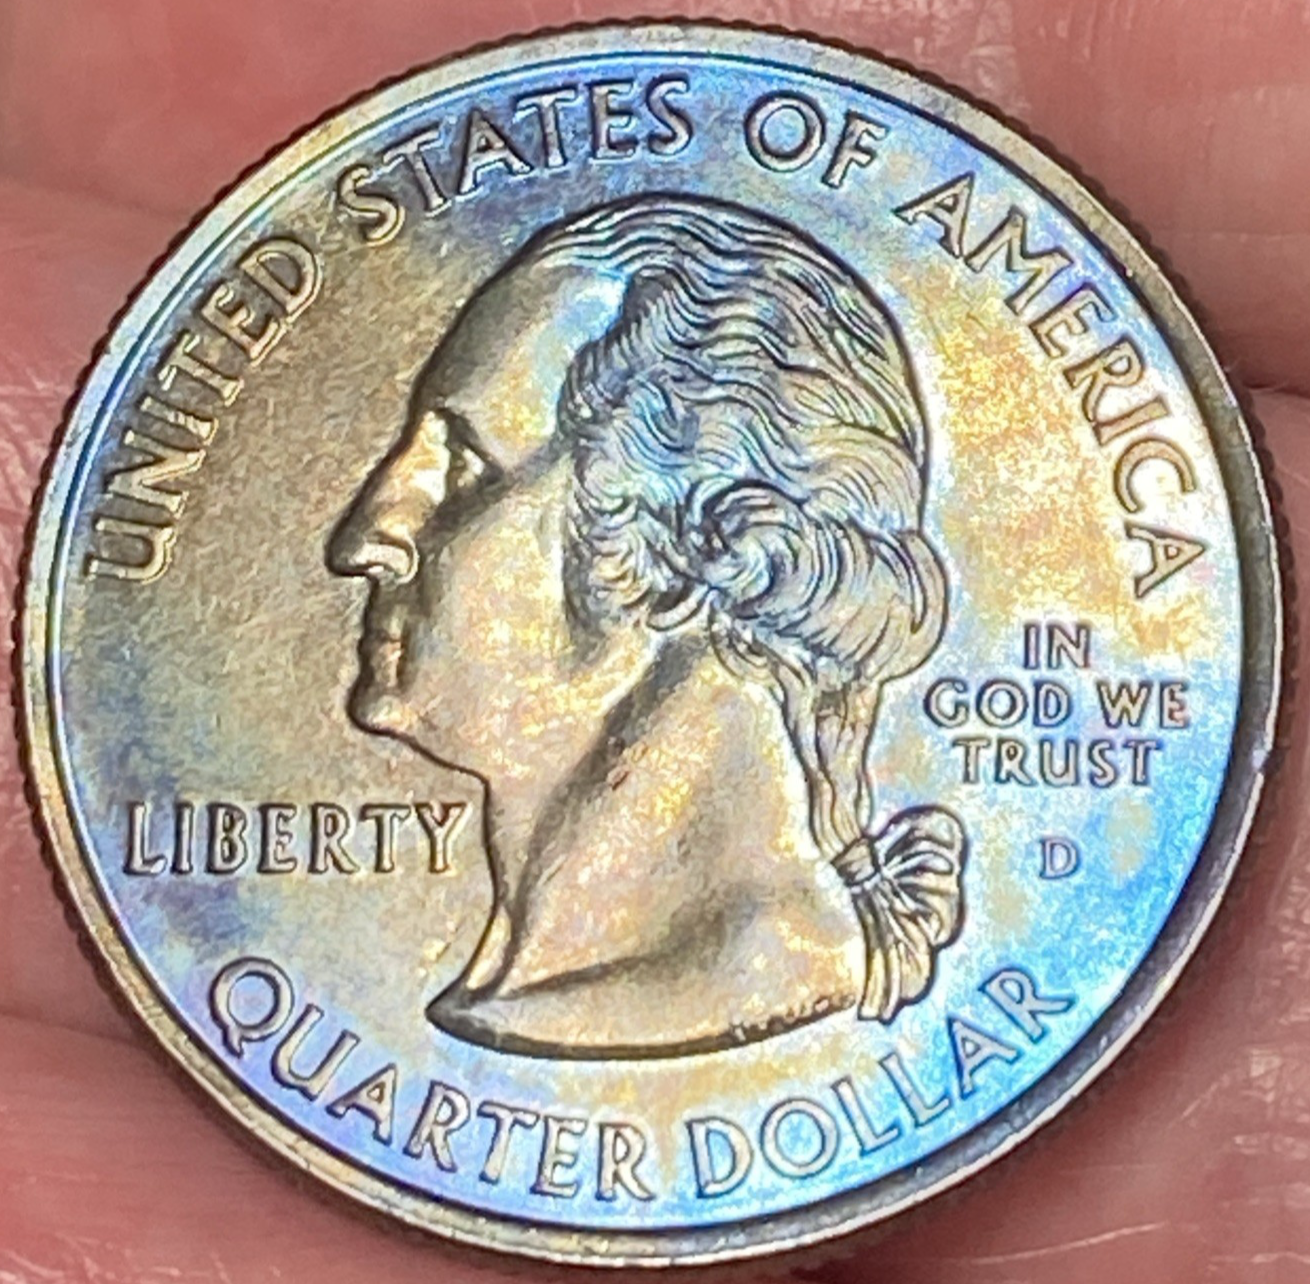 UNITED STATES OF AMERICA
LIBERTY
IN
GOD WE
TRUST
D
QUARTER DOLLAR